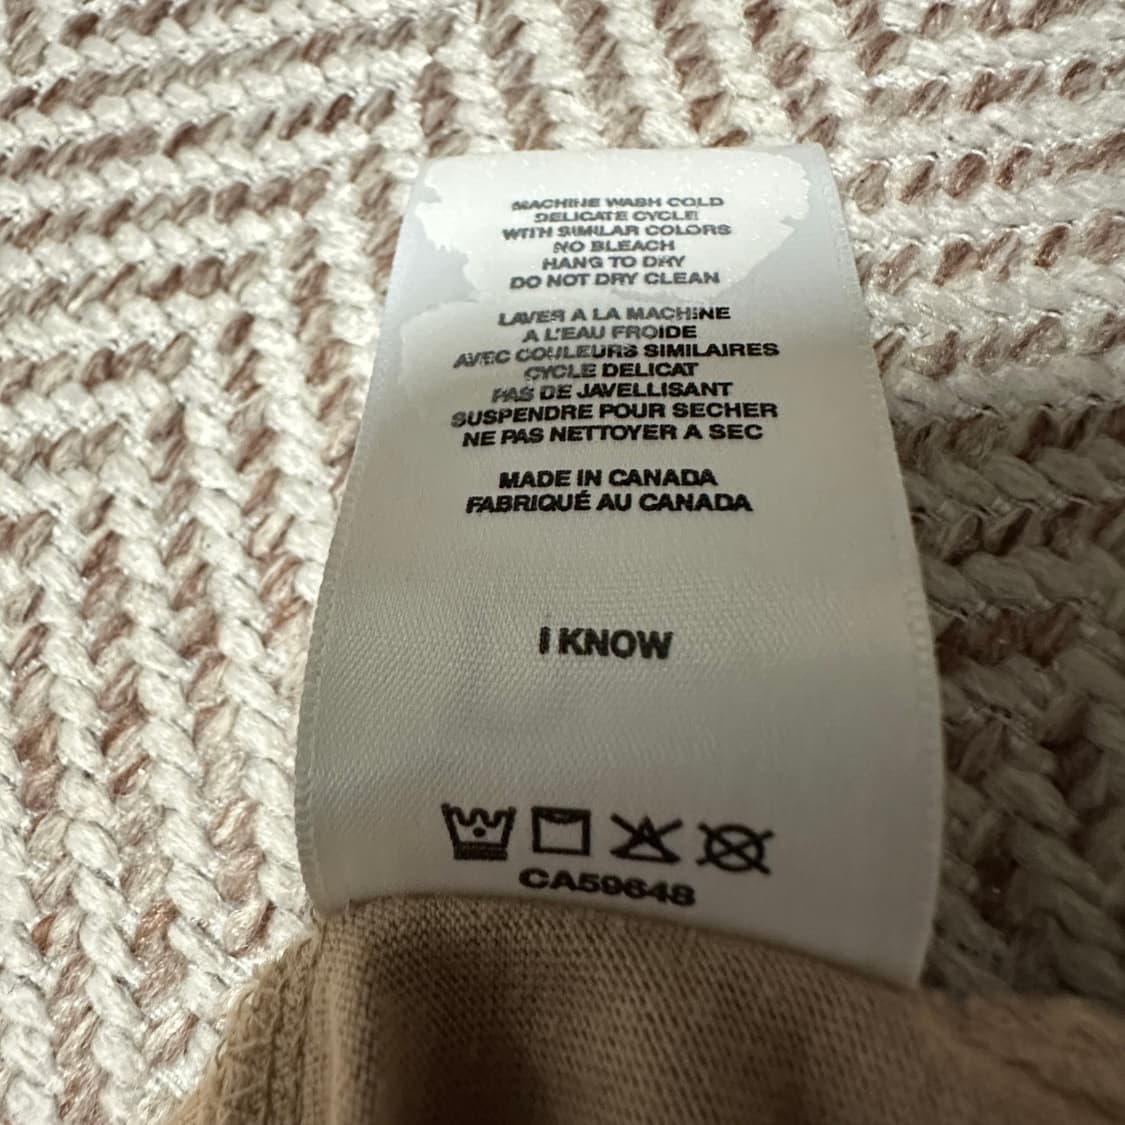 MACHINE WASH COLD
DELICATE CYCLE
WITH SIMILAR COLORS
NO BLEACH
HANG TO DRY
DO NOT DRY CLEAN
LAVER A LA MACHINE
A L'EAU FROIDE
AVEC COULEURS SIMILAIRES
CYCLE DELICAT
PAS DE JAVELLISANT
SUSPENDRE POUR SECHER
NE PAS NETTOYER A SEC
MADE IN CANADA
FABRIQUÉ AU CANADA
I KNOW
CA59648